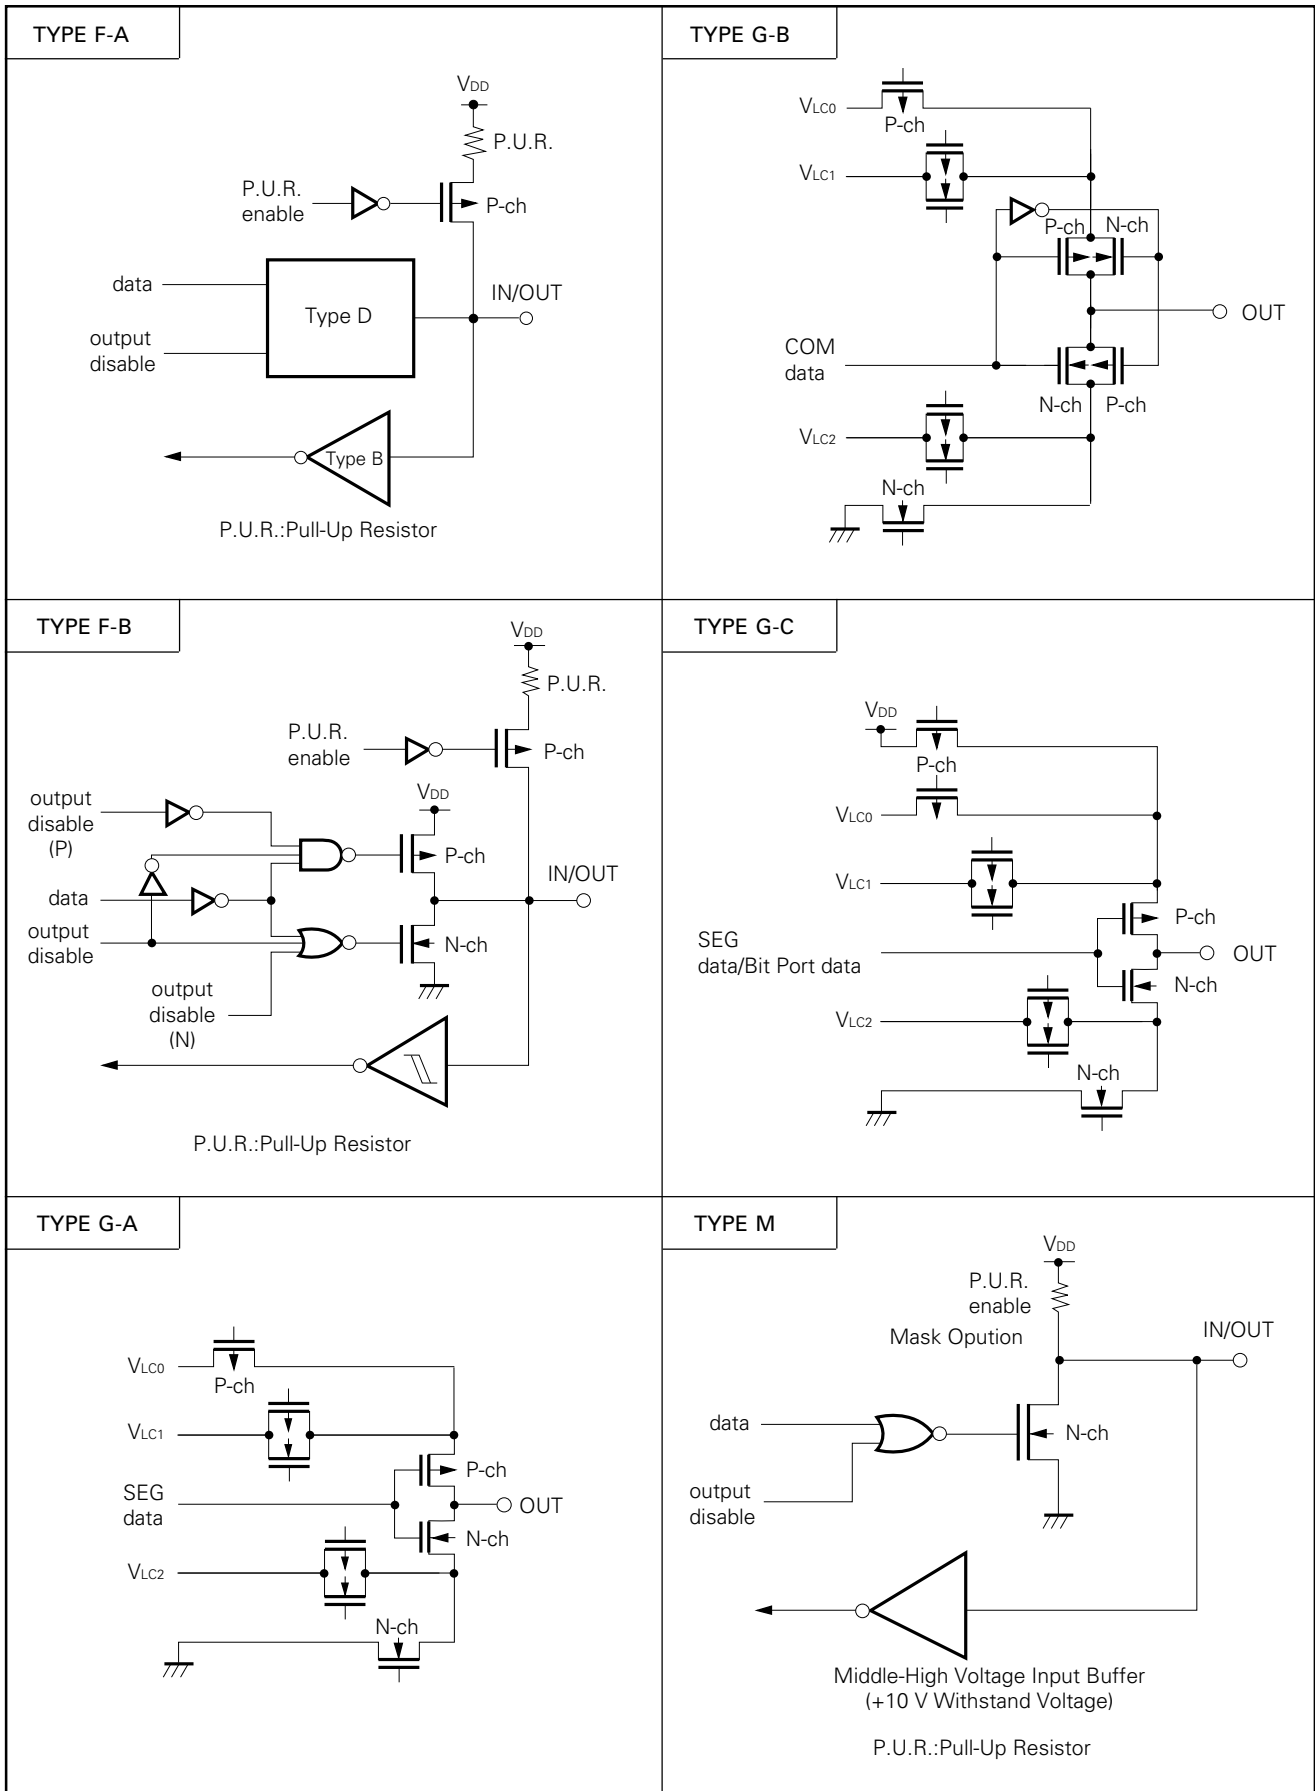 TYPE F-A
VDD
P.U.R.
P.U.R.
enable
P-ch
data
Type D
IN/OUT
output
disable
Type B
P.U.R.:Pull-Up Resistor
TYPE G-B
VLC0
P-ch
VLC1
P-ch N-ch
OUT
COM
data
N-ch P-ch
VLC2
N-ch
TYPE F-B
VDD
P.U.R.
P.U.R.
enable
P-ch
VDD
output
disable
(P)
P-ch
IN/OUT
data
output
disable
N-ch
output
disable
(N)
P.U.R.:Pull-Up Resistor
TYPE G-C
VDD
P-ch
VLC0
VLC1
P-ch
SEG
data/Bit Port data
OUT
N-ch
VLC2
N-ch
TYPE G-A
VLC0
P-ch
VLC1
P-ch
SEG
data
OUT
N-ch
VLC2
N-ch
TYPE M
VDD
P.U.R.
enable
Mask Opution
IN/OUT
data
N-ch
output
disable
Middle-High Voltage Input Buffer
(+10 V Withstand Voltage)
P.U.R.:Pull-Up Resistor